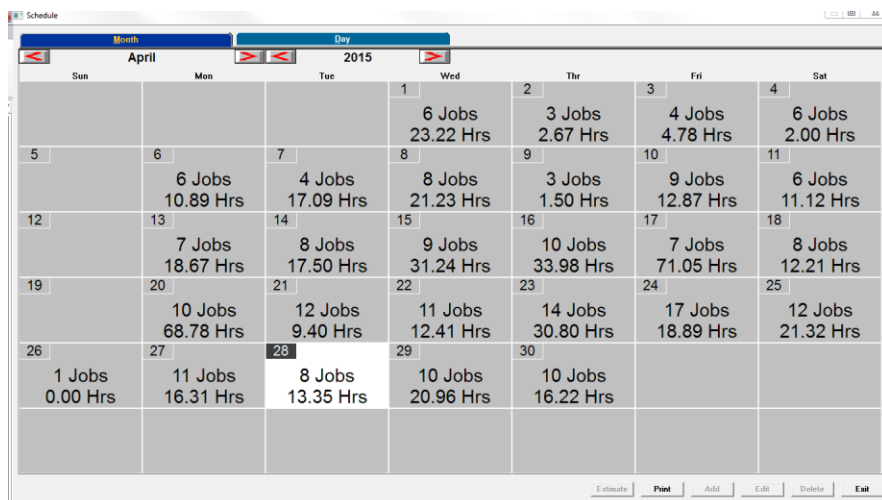 Schedule
Month Day
< April > < 2015 >
Sun Mon Tue Wed Thr Fri Sat
1 2 3 4
6 Jobs 3 Jobs 4 Jobs 6 Jobs
23.22 Hrs 2.67 Hrs 4.78 Hrs 2.00 Hrs
5 6 7 8 9 10 11
6 Jobs 4 Jobs 8 Jobs 3 Jobs 9 Jobs 6 Jobs
10.89 Hrs 17.09 Hrs 21.23 Hrs 1.50 Hrs 12.87 Hrs 11.12 Hrs
12 13 14 15 16 17 18
7 Jobs 8 Jobs 9 Jobs 10 Jobs 7 Jobs 8 Jobs
18.67 Hrs 17.50 Hrs 31.24 Hrs 33.98 Hrs 71.05 Hrs 12.21 Hrs
19 20 21 22 23 24 25
10 Jobs 12 Jobs 11 Jobs 14 Jobs 17 Jobs 12 Jobs
68.78 Hrs 9.40 Hrs 12.41 Hrs 30.80 Hrs 18.89 Hrs 21.32 Hrs
26 27 28 29 30
1 Jobs 11 Jobs 8 Jobs 10 Jobs 10 Jobs
0.00 Hrs 16.31 Hrs 13.35 Hrs 20.96 Hrs 16.22 Hrs
Estimate Print Add Edit Delete Exit